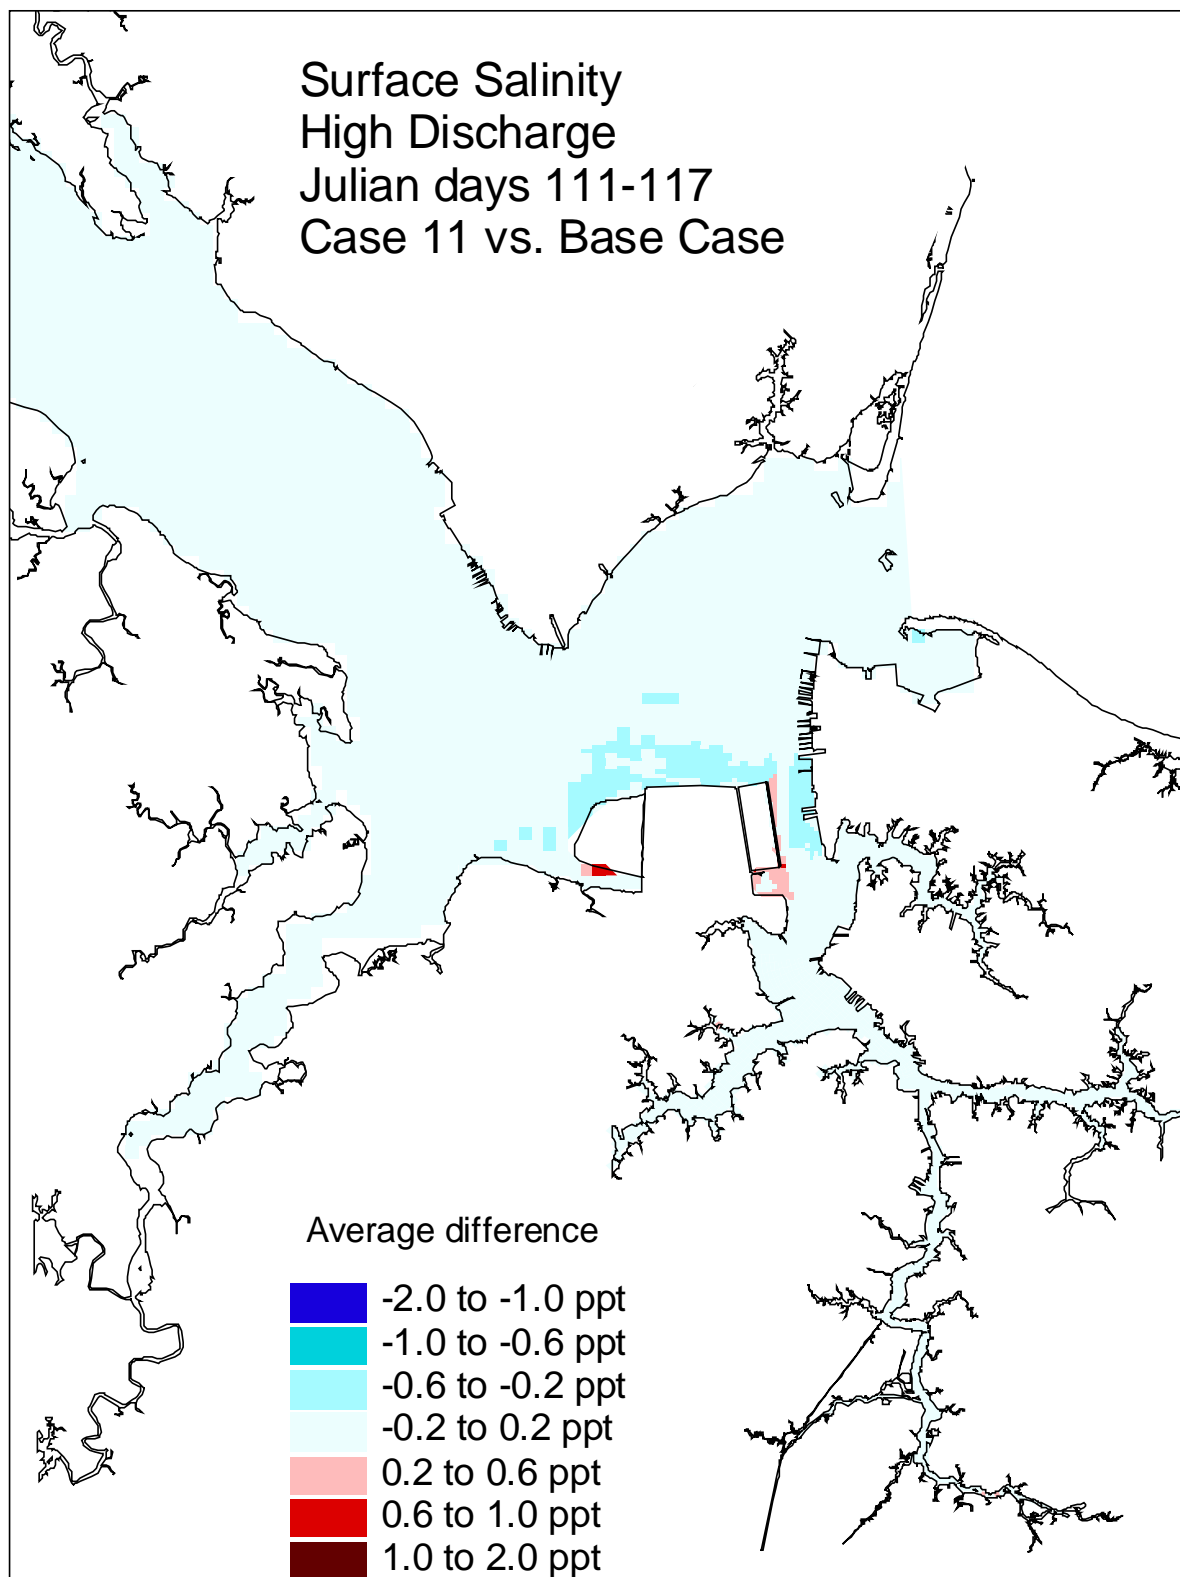 Surface Salinity
High Discharge
Julian days 111-117
Case 11 vs. Base Case
Average difference
-2.0 to -1.0 ppt
-1.0 to -0.6 ppt
-0.6 to -0.2 ppt
-0.2 to 0.2 ppt
0.2 to 0.6 ppt
0.6 to 1.0 ppt
1.0 to 2.0 ppt